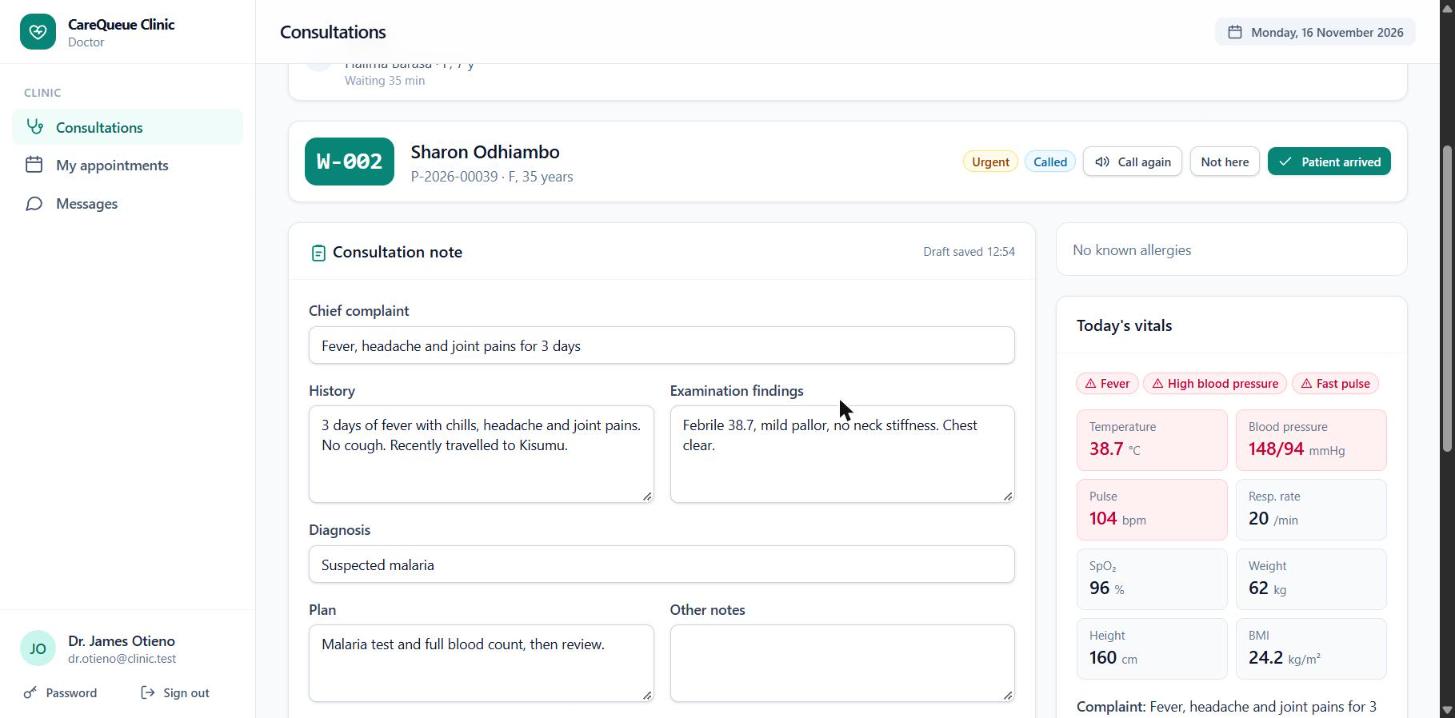 CareQueue Clinic
Doctor
CLINIC
Consultations
My appointments
Messages
Dr. James Otieno
dr.otieno@clinic.test
JO
Password
Sign out
Consultations
Monday, 16 November 2026
Halima Barasa · F, 7 y
Waiting 35 min
W-002
Sharon Odhiambo
P-2026-00039 · F, 35 years
Urgent
Called
Call again
Not here
Patient arrived
Consultation note
Draft saved 12:54
Chief complaint
Fever, headache and joint pains for 3 days
History
3 days of fever with chills, headache and joint pains.
No cough. Recently travelled to Kisumu.
Examination findings
Febrile 38.7, mild pallor, no neck stiffness. Chest
clear.
Diagnosis
Suspected malaria
Plan
Malaria test and full blood count, then review.
Other notes
No known allergies
Today's vitals
Fever
High blood pressure
Fast pulse
Temperature
38.7 °C
Blood pressure
148/94 mmHg
Pulse
104 bpm
Resp. rate
20 /min
SpO₂
96 %
Weight
62 kg
Height
160 cm
BMI
24.2 kg/m²
Complaint: Fever, headache and joint pains for 3